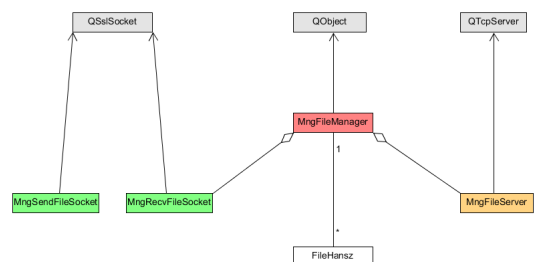 QSslSocket
QObject
QTcpServer
MngFileManager
1
MngSendFileSocket
MngRecvFileSocket
MngFileServer
*
FileHansz